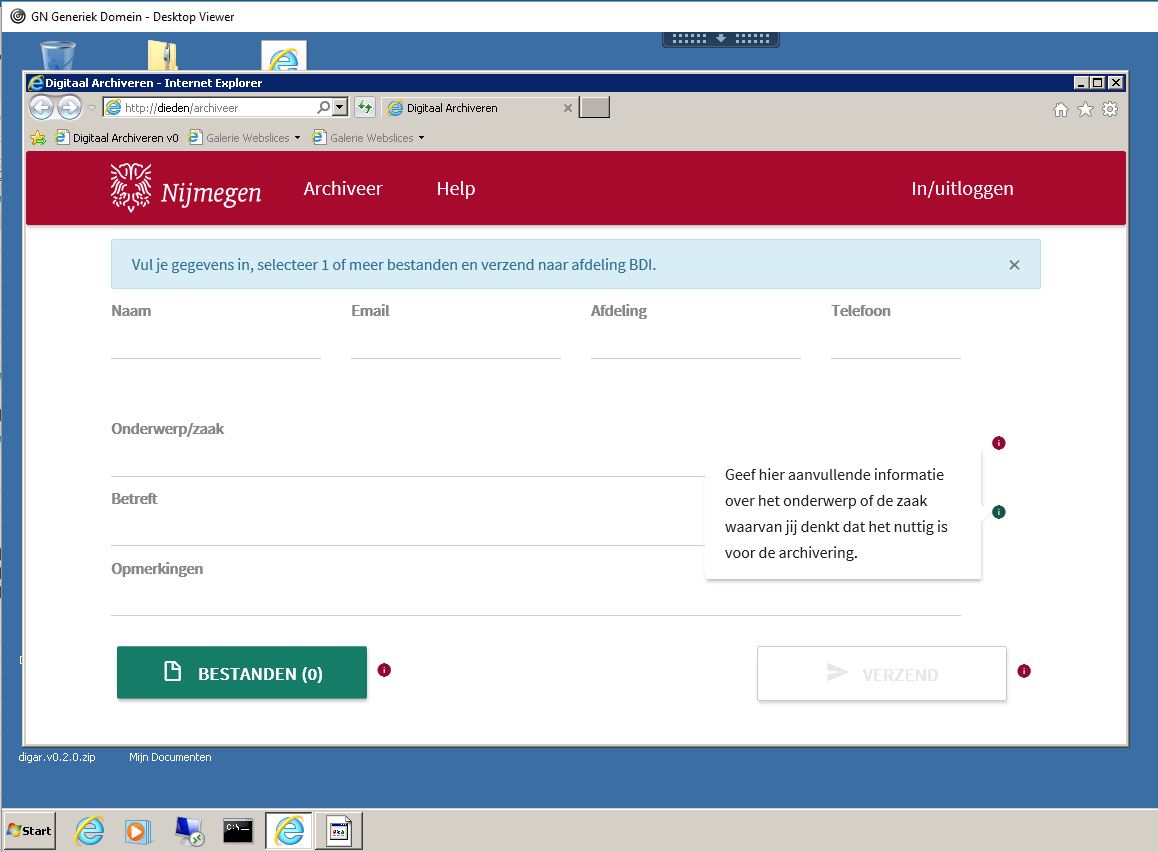 GN Generiek Domein - Desktop Viewer
Digitaal Archiveren - Internet Explorer
http://dieden/archiveer
Digitaal Archiveren
Digitaal Archiveren v0
Galerie Webslices
Galerie Webslices
Nijmegen
Archiveer
Help
In/uitloggen
Vul je gegevens in, selecteer 1 of meer bestanden en verzend naar afdeling BDI.
Naam
Email
Afdeling
Telefoon
Onderwerp/zaak
Geef hier aanvullende informatie
over het onderwerp of de zaak
waarvan jij denkt dat het nuttig is
voor de archivering.
Betreft
Opmerkingen
BESTANDEN (0)
VERZEND
digar.v0.2.0.zip
Mijn Documenten
Start